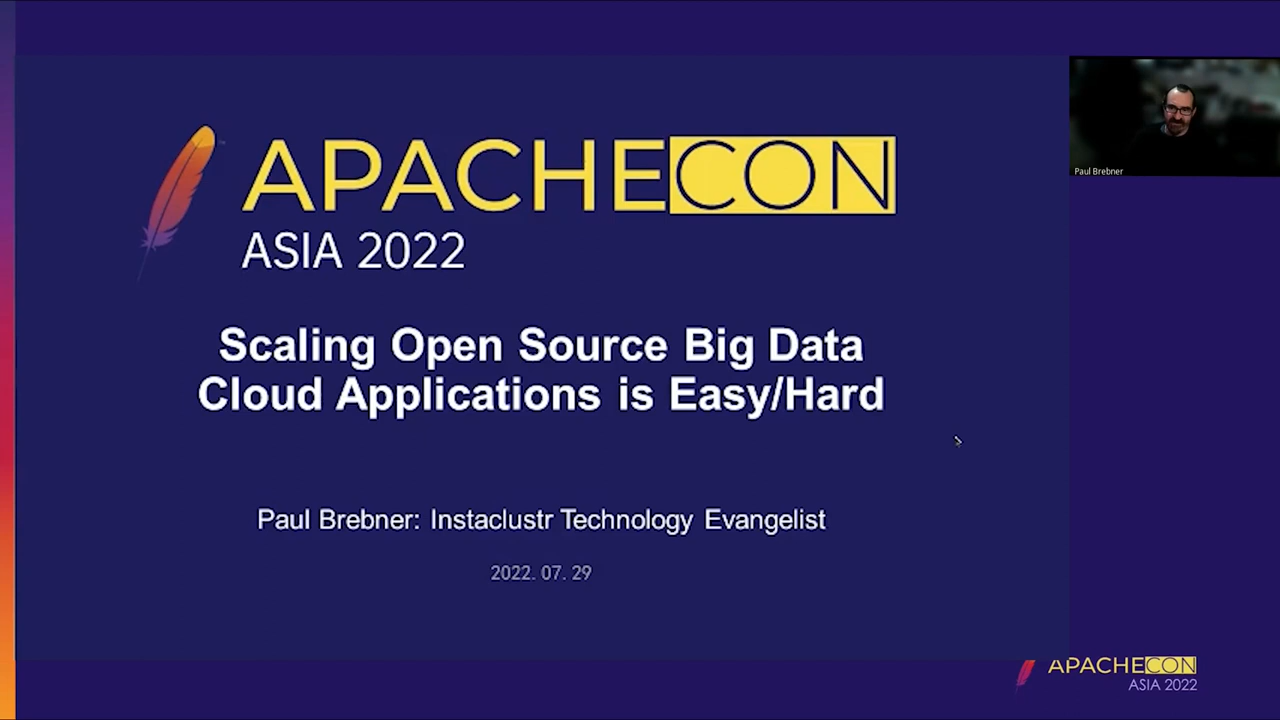 APACHECON
ASIA 2022
Scaling Open Source Big Data
Cloud Applications is Easy/Hard
Paul Brebner: Instaclustr Technology Evangelist
2022. 07. 29
Paul Brebner
APACHECON
ASIA 2022